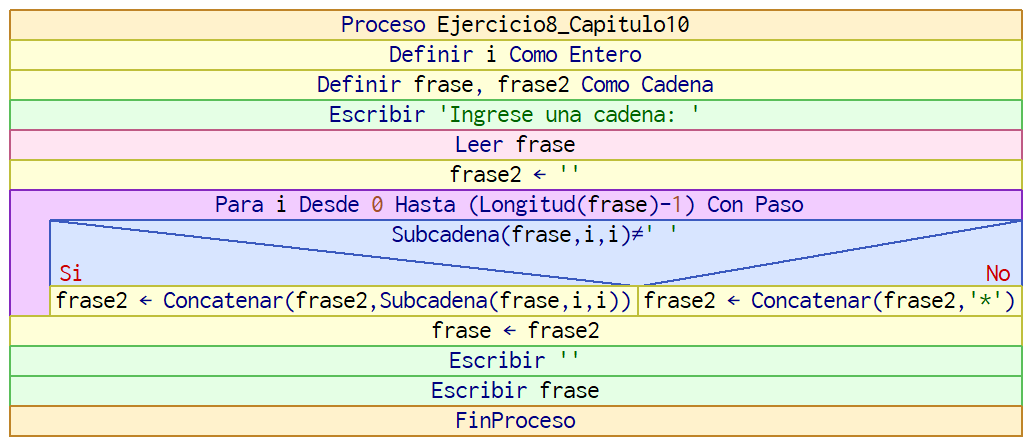 Proceso Ejercicio8_Capitulo10
Definir i Como Entero
Definir frase, frase2 Como Cadena
Escribir 'Ingrese una cadena: '
Leer frase
frase2 ← ''
Para i Desde 0 Hasta (Longitud(frase)-1) Con Paso
Subcadena(frase,i,i)≠' '
Si No
frase2 ← Concatenar(frase2,Subcadena(frase,i,i)) frase2 ← Concatenar(frase2,'*')
frase ← frase2
Escribir ''
Escribir frase
FinProceso